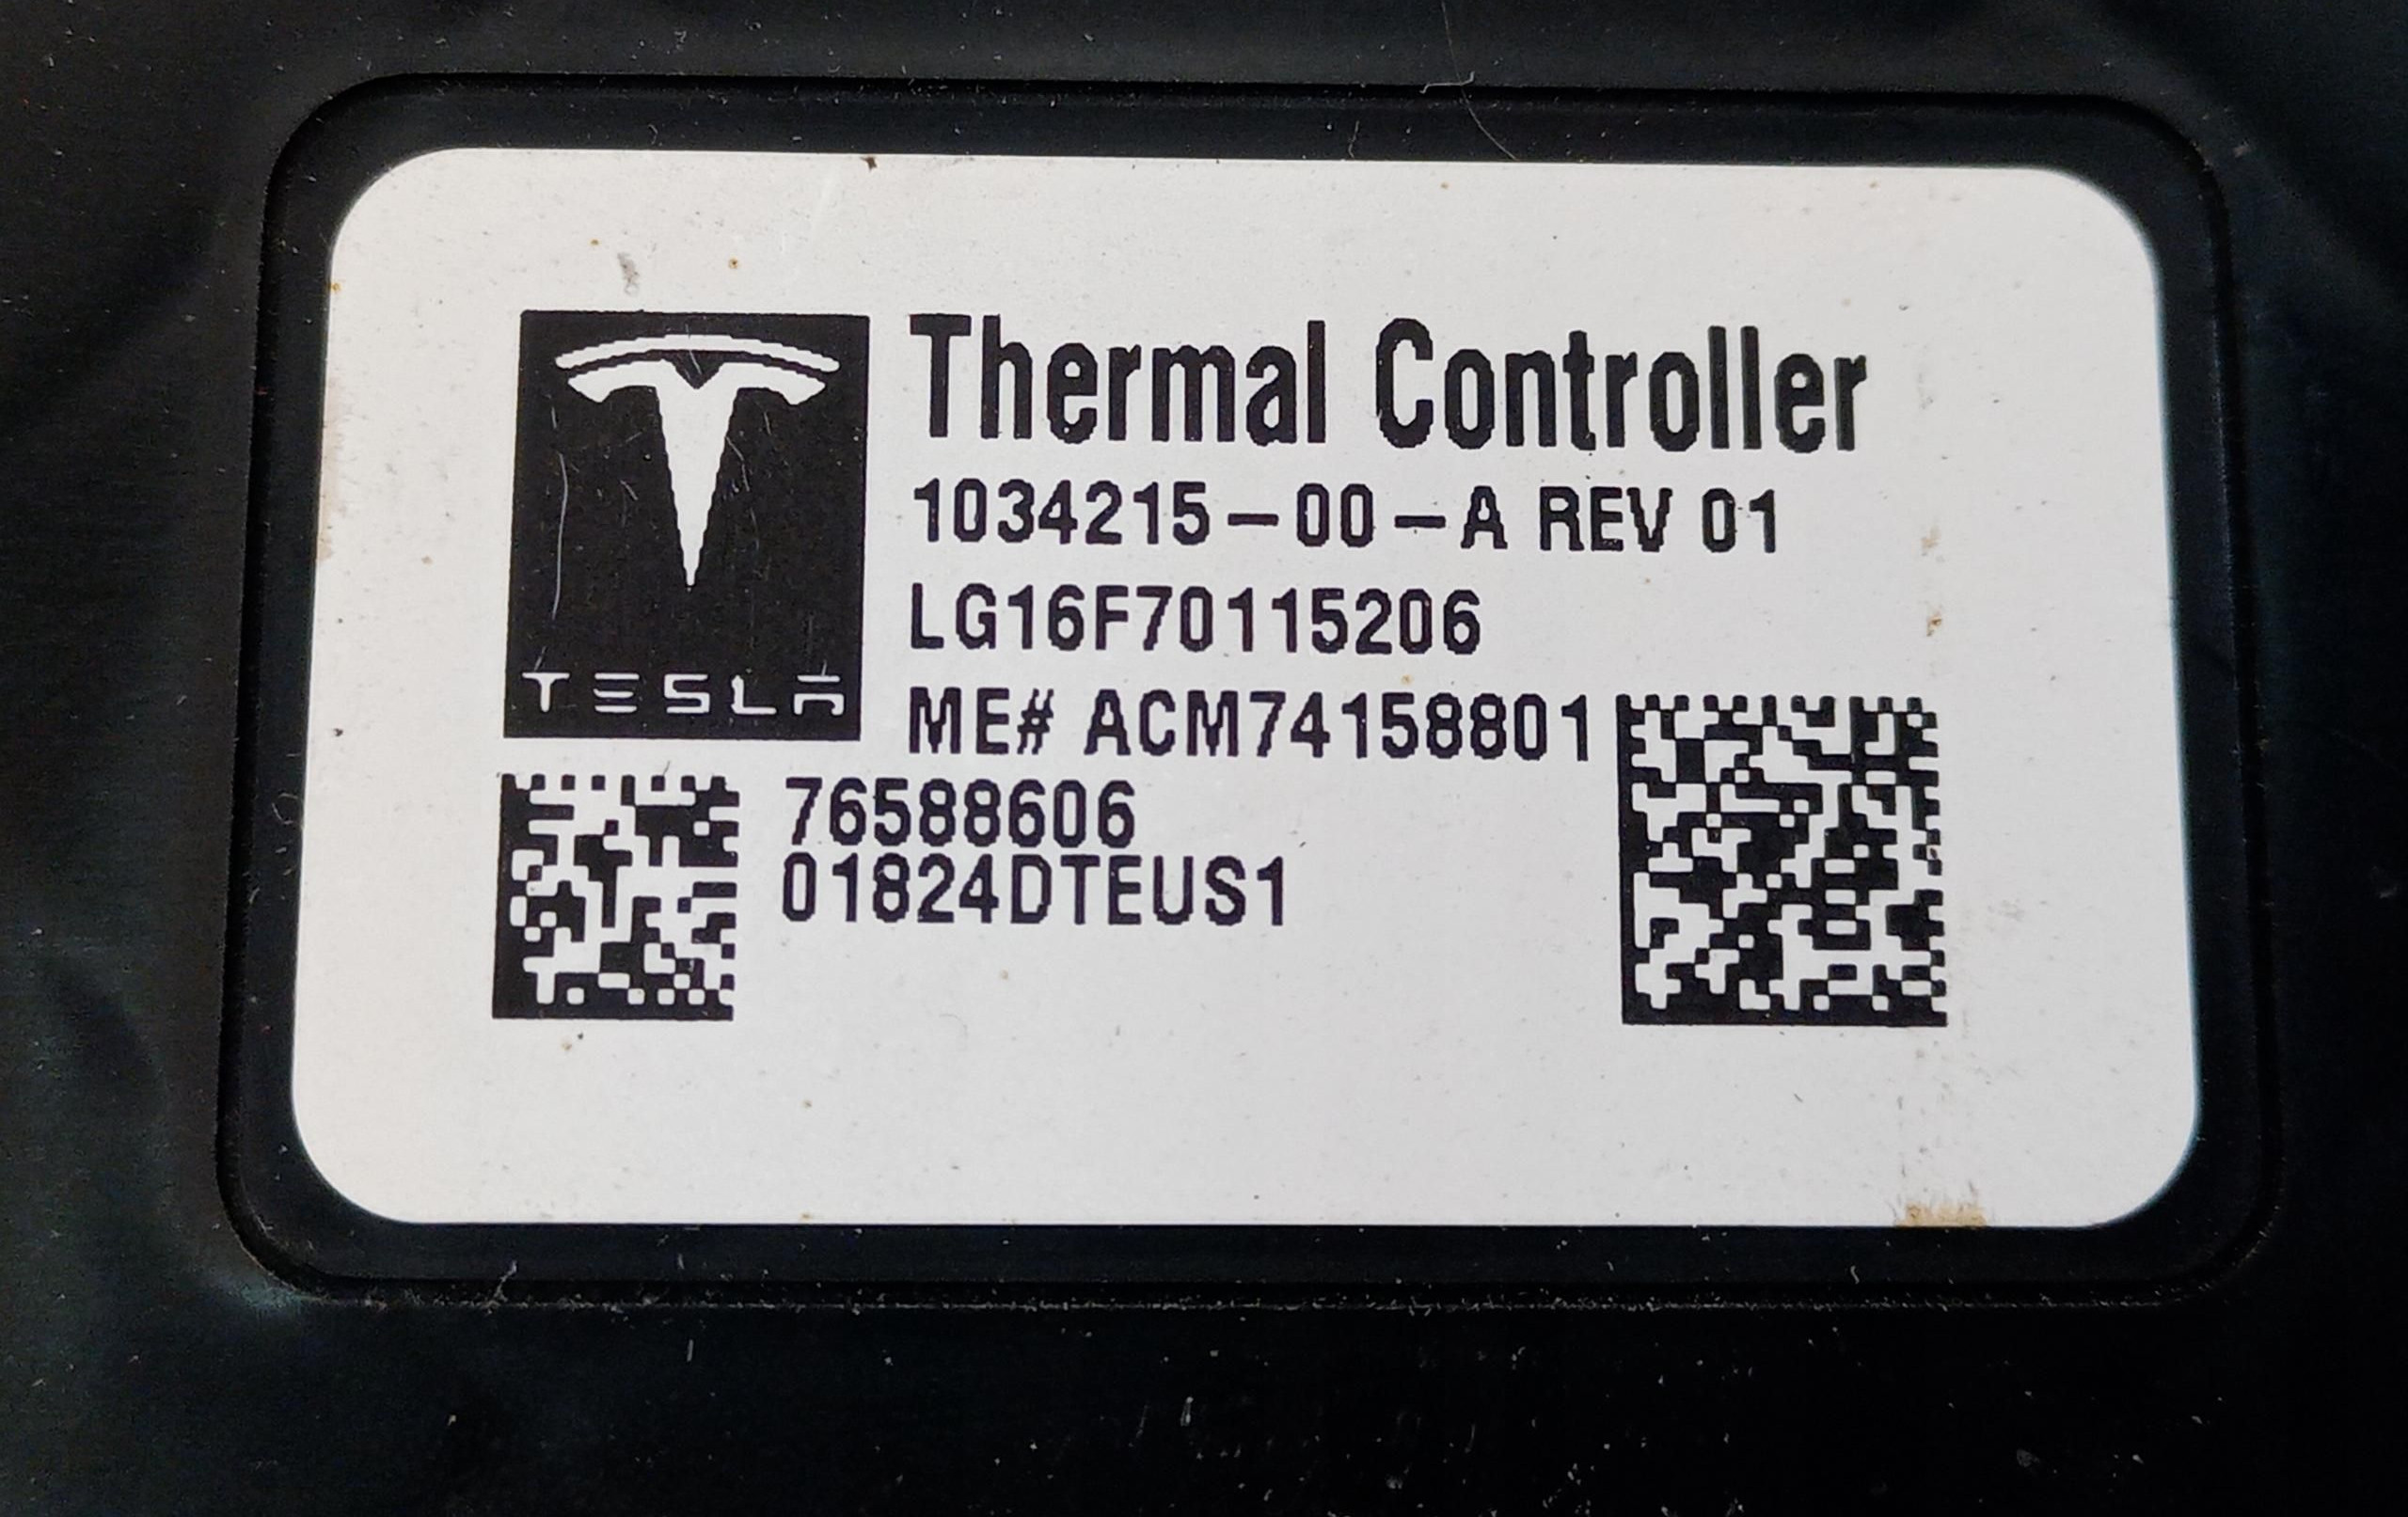 TESLA
Thermal Controller
1034215-00-A REV 01
LG16F70115206
ME# ACM74158801
76588606
01824DTEUS1